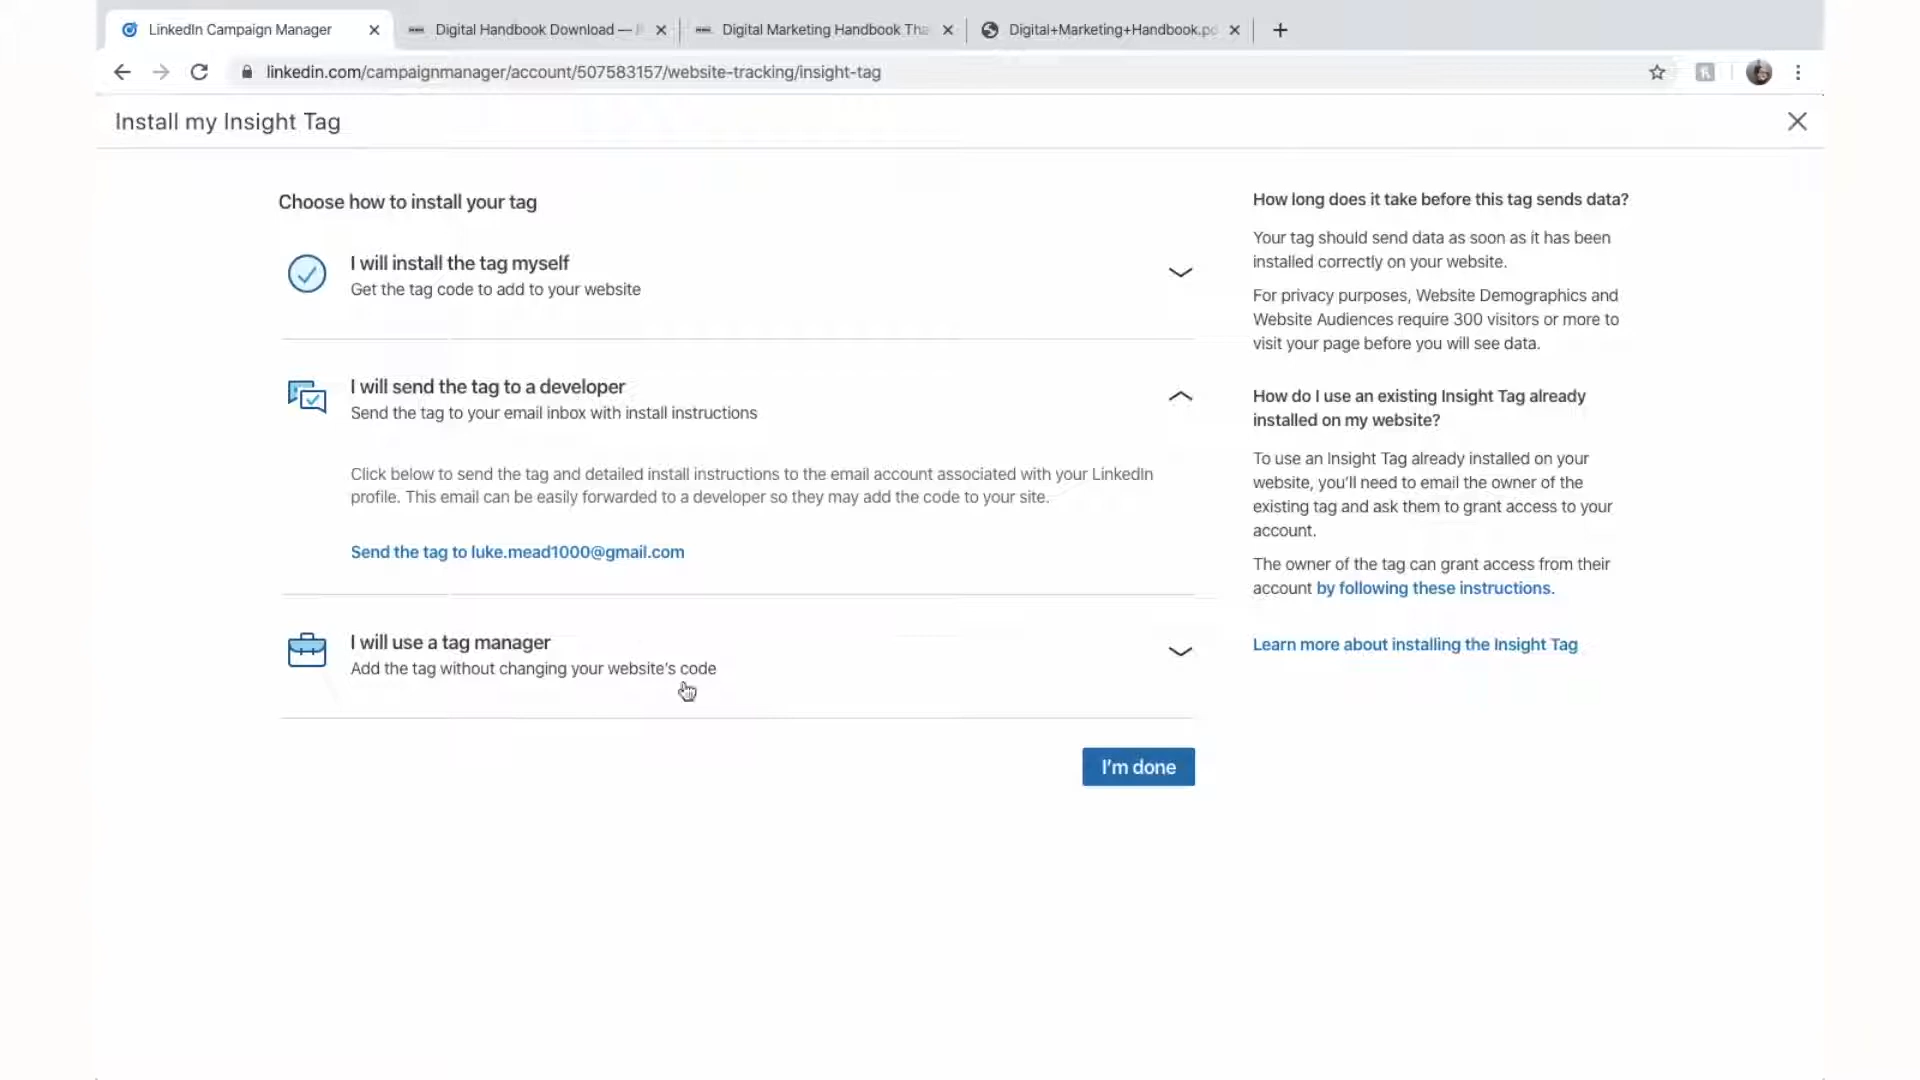 LinkedIn Campaign Manager
Digital Handbook Download —
Digital Marketing Handbook Tha
Digital+Marketing+Handbook.pd
linkedin.com/campaignmanager/account/507583157/website-tracking/insight-tag
Install my Insight Tag
Choose how to install your tag
I will install the tag myself
Get the tag code to add to your website
I will send the tag to a developer
Send the tag to your email inbox with install instructions
Click below to send the tag and detailed install instructions to the email account associated with your LinkedIn
profile. This email can be easily forwarded to a developer so they may add the code to your site.
Send the tag to luke.mead1000@gmail.com
I will use a tag manager
Add the tag without changing your website's code
I'm done
How long does it take before this tag sends data?
Your tag should send data as soon as it has been
installed correctly on your website.
For privacy purposes, Website Demographics and
Website Audiences require 300 visitors or more to
visit your page before you will see data.
How do I use an existing Insight Tag already
installed on my website?
To use an Insight Tag already installed on your
website, you'll need to email the owner of the
existing tag and ask them to grant access to your
account.
The owner of the tag can grant access from their
account by following these instructions.
Learn more about installing the Insight Tag